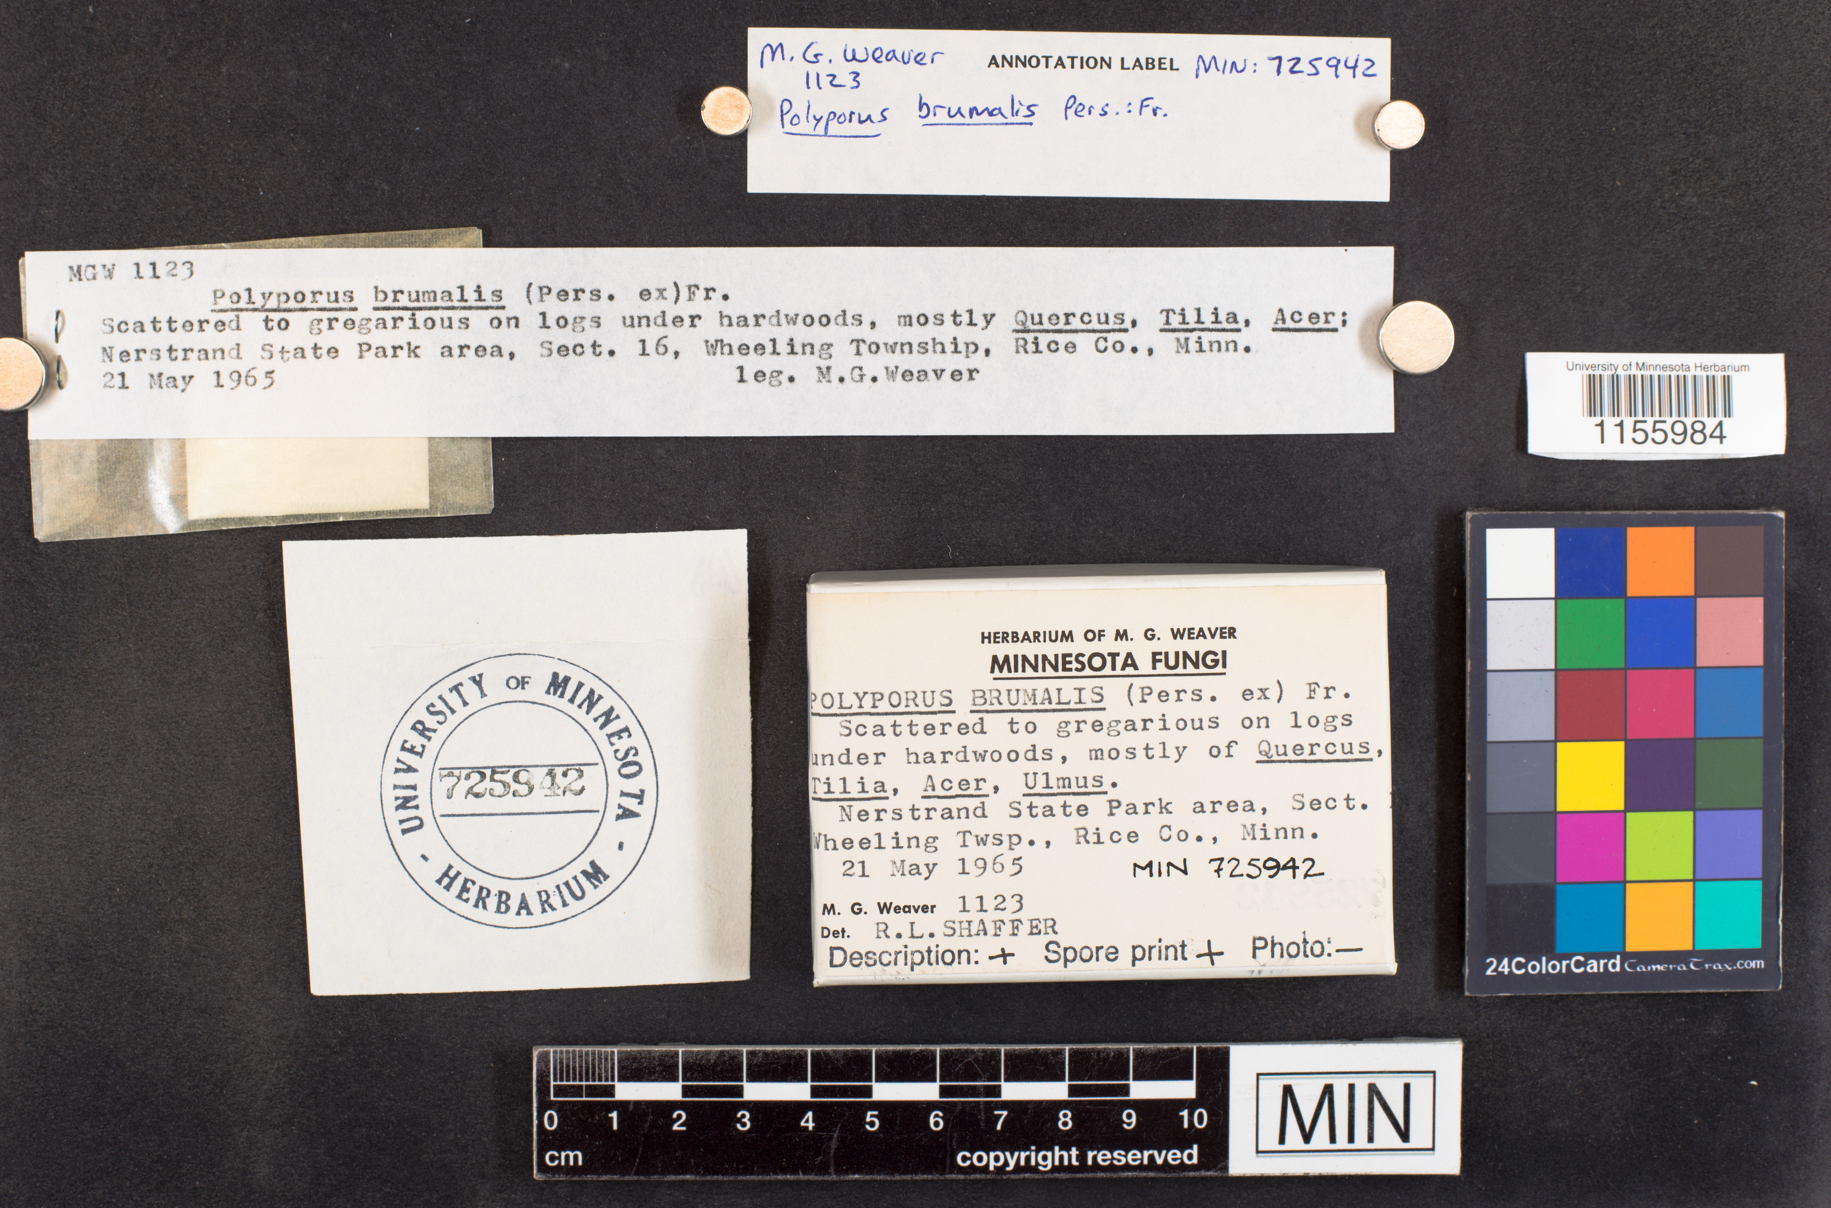 M. G. Weaver ANNOTATION LABEL MIN: 725942
1123
Polyporus brumalis Pers.:Fr.
MGW 1123
Polyporus brumalis (Pers. ex)Fr.
Scattered to gregarious on logs under hardwoods, mostly Quercus, Tilia, Acer;
Nerstrand State Park area, Sect. 16, Wheeling Township, Rice Co., Minn.
21 May 1965 leg. M.G.Weaver
University of Minnesota Herbarium
1155984
UNIVERSITY OF MINNESOTA
725942
- HERBARIUM -
HERBARIUM OF M. G. WEAVER
MINNESOTA FUNGI
POLYPORUS BRUMALIS (Pers. ex) Fr.
Scattered to gregarious on logs
under hardwoods, mostly of Quercus,
Tilia, Acer, Ulmus.
Nerstrand State Park area, Sect.
Wheeling Twsp., Rice Co., Minn.
21 May 1965 MIN 725942
M. G. Weaver 1123
Det. R.L.SHAFFER
Description: + Spore print + Photo: —
24ColorCard CameraTrax.com
0 1 2 3 4 5 6 7 8 9 10
cm copyright reserved
MIN